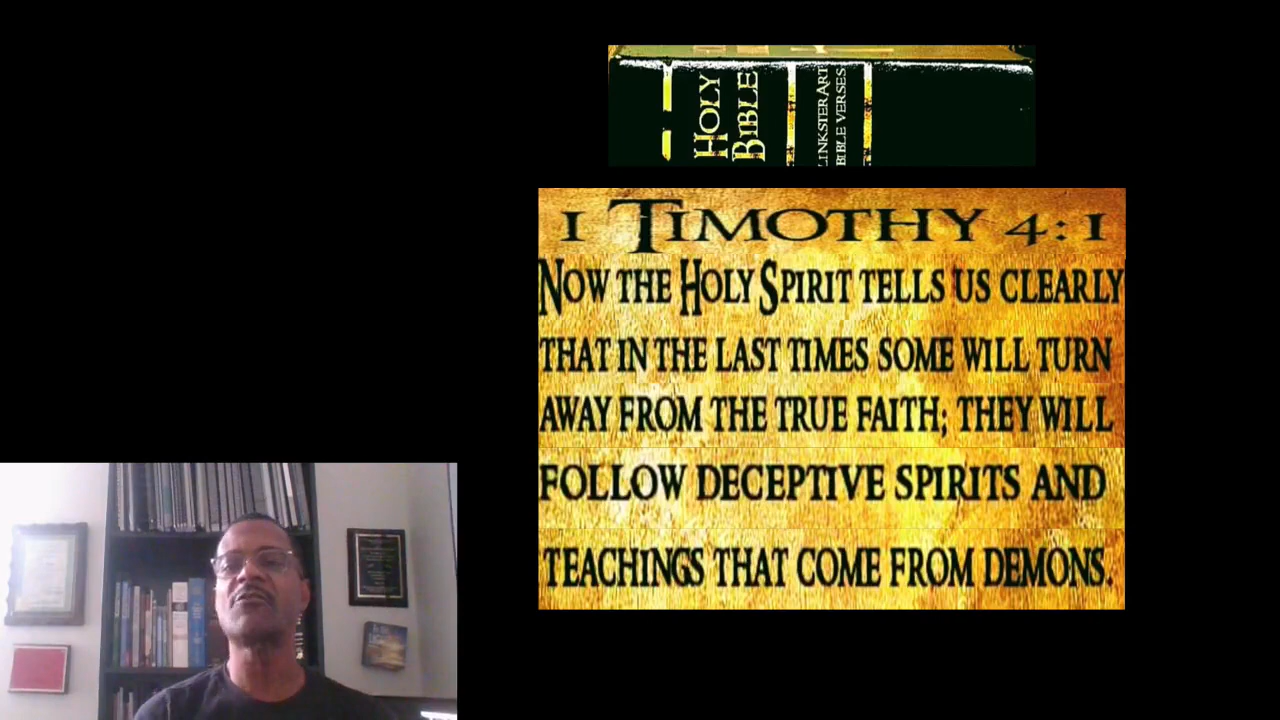 HOLY
BIBLE
LINKSTERART
BIBLE VERSES
1 TIMOTHY 4:1
NOW THE HOLY SPIRIT TELLS US CLEARLY
THAT IN THE LAST TIMES SOME WILL TURN
AWAY FROM THE TRUE FAITH; THEY WILL
FOLLOW DECEPTIVE SPIRITS AND
TEACHINGS THAT COME FROM DEMONS.